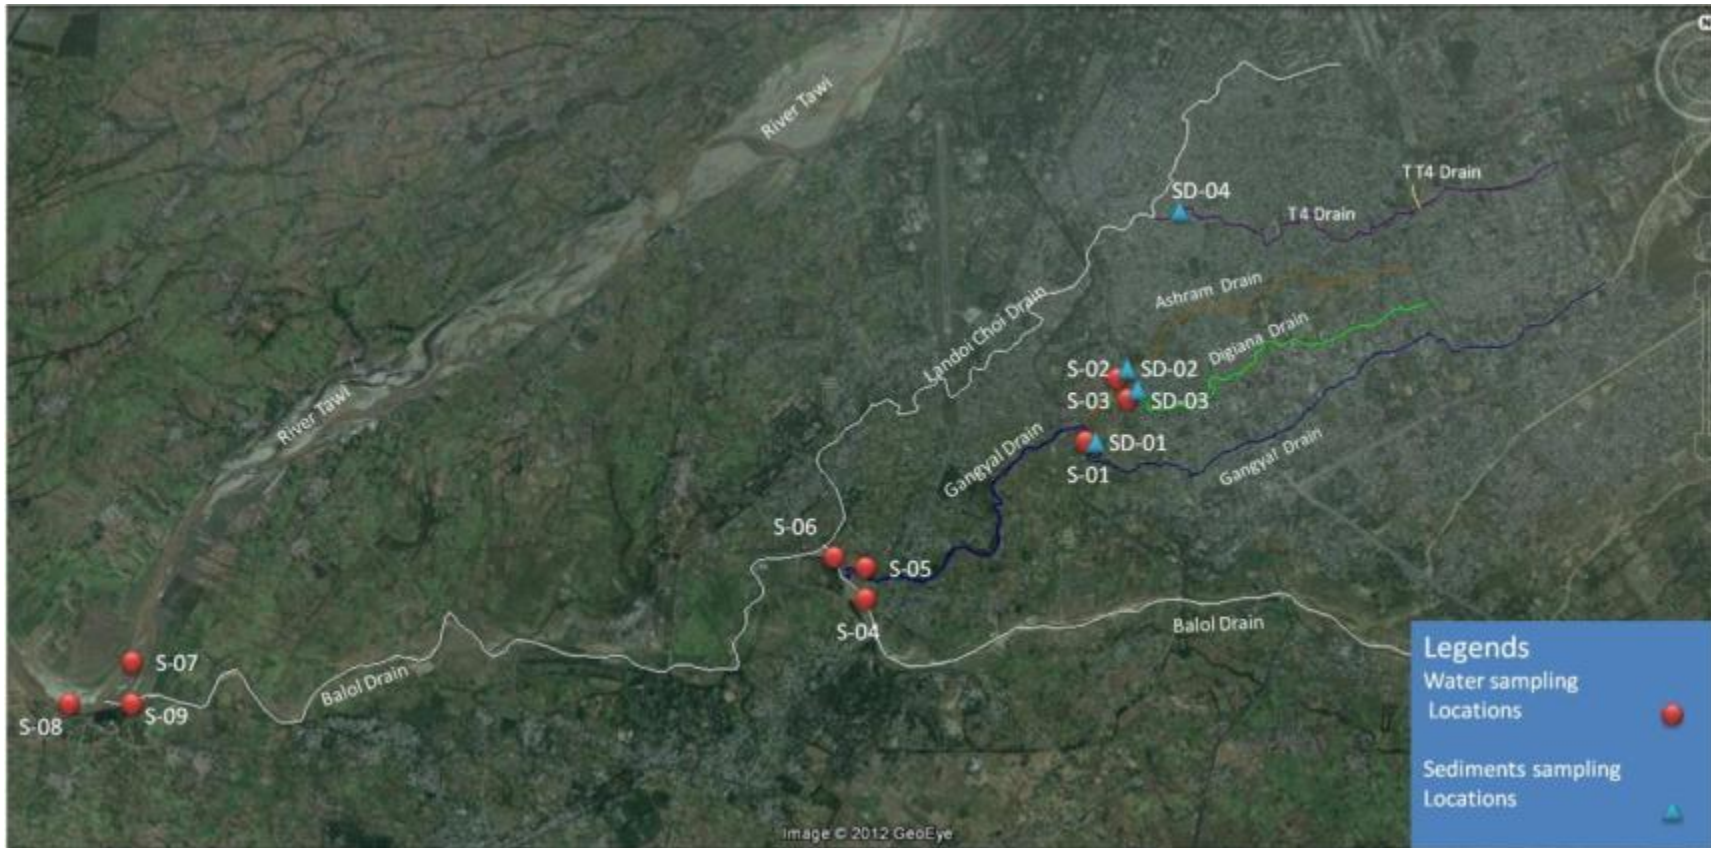 River Tawi
TT4 Drain
SD-04
T4 Drain
Ashram Drain
Landoi Choi Drain
Digiana Drain
S-02
SD-02
S-03
SD-03
River Tawi
Gangyal Drain
SD-01
Gangyal Drain
S-01
S-06
S-05
S-04
Balol Drain
S-07
Balol Drain
S-09
S-08
Legends
Water sampling
Locations
Sediments sampling
Locations
Image © 2012 GeoEye